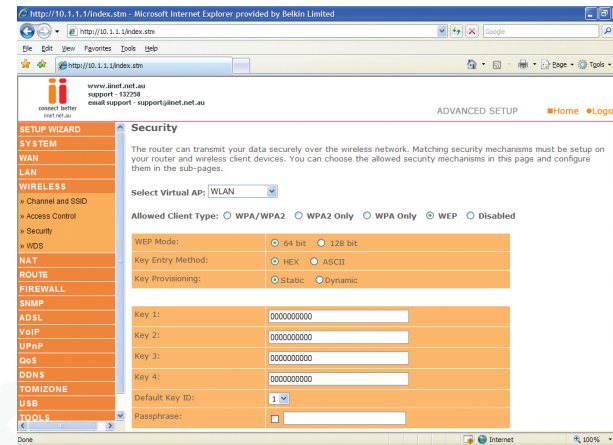 http://10.1.1.1/index.stm - Microsoft Internet Explorer provided by Belkin Limited
http://10.1.1.1/index.stm
Google
File Edit View Favorites Tools Help
http://10.1.1.1/index.stm
Page Tools
connect better
iinet.net.au
www.iinet.net.au
support - 132258
email support - support@iinet.net.au
ADVANCED SETUP
Home
Logo
SETUP WIZARD
SYSTEM
WAN
LAN
WIRELESS
» Channel and SSID
» Access Control
» Security
» WDS
NAT
ROUTE
FIREWALL
SNMP
ADSL
VoIP
UPnP
QoS
DDNS
TOMIZONE
USB
TOOLS
Security
The router can transmit your data securely over the wireless network. Matching security mechanisms must be setup on
your router and wireless client devices. You can choose the allowed security mechanisms in this page and configure
them in the sub-pages.
Select Virtual AP: WLAN
Allowed Client Type: WPA/WPA2 WPA2 Only WPA Only WEP Disabled
WEP Mode: 64 bit 128 bit
Key Entry Method: HEX ASCII
Key Provisioning: Static Dynamic
Key 1: 0000000000
Key 2: 0000000000
Key 3: 0000000000
Key 4: 0000000000
Default Key ID: 1
Passphrase:
Done
Internet
100%